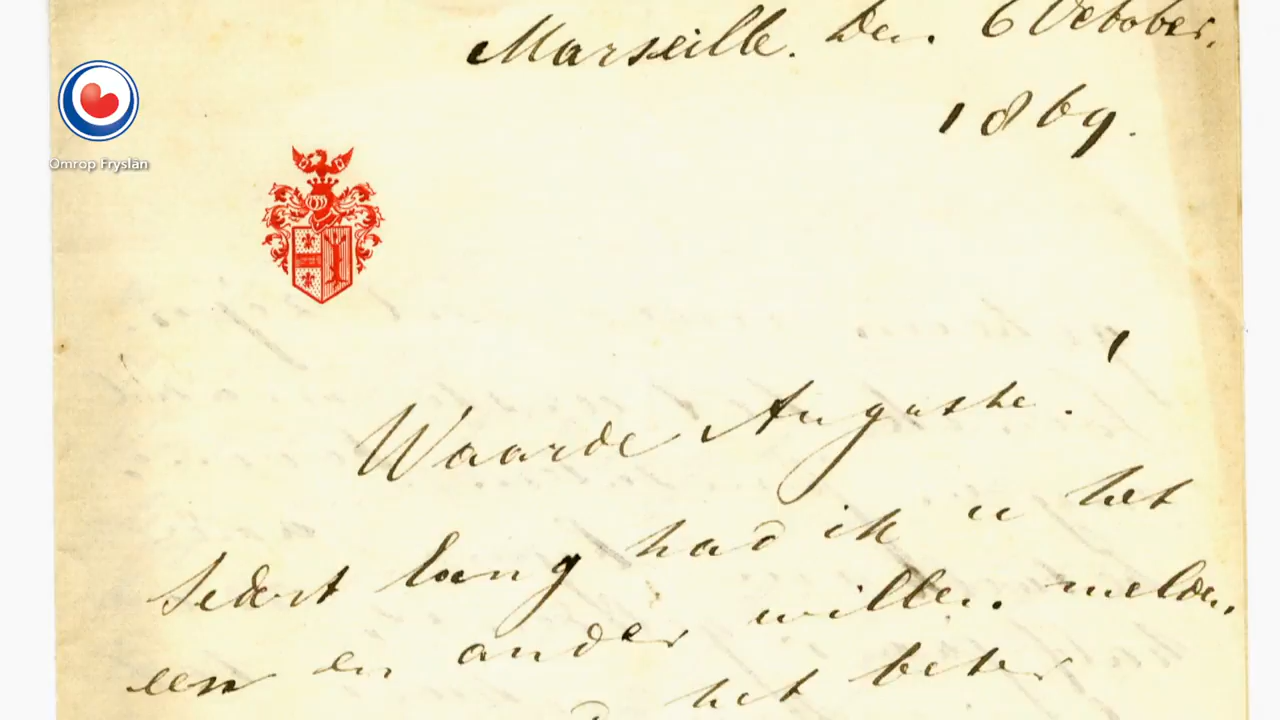 Marseille. den. 6 October.
1869.
Omrop Fryslân
Waarde Auguste!
Sedert lang had ik u het
een en ander willen melden,
het beter